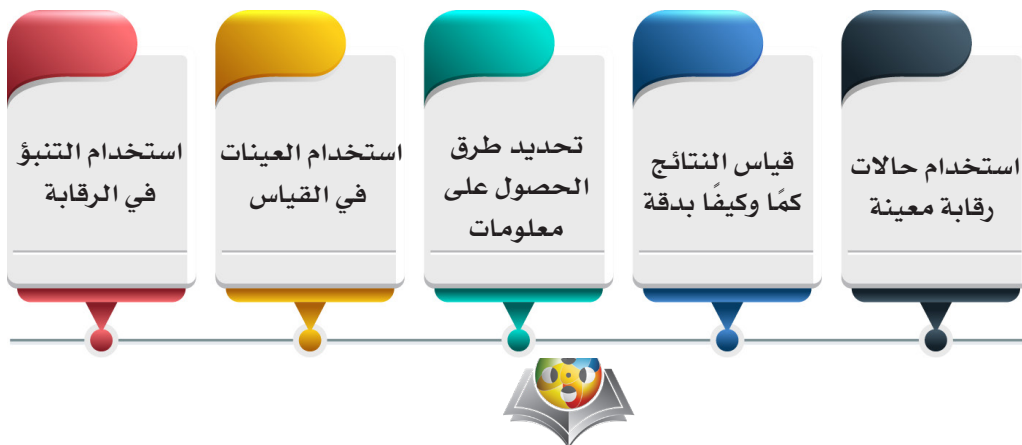 استخدام حالات
رقابة معينة
قياس النتائج
كمًا وكيفًا بدقة
تحديد طرق
الحصول على
معلومات
استخدام العينات
في القياس
استخدام التنبؤ
في الرقابة